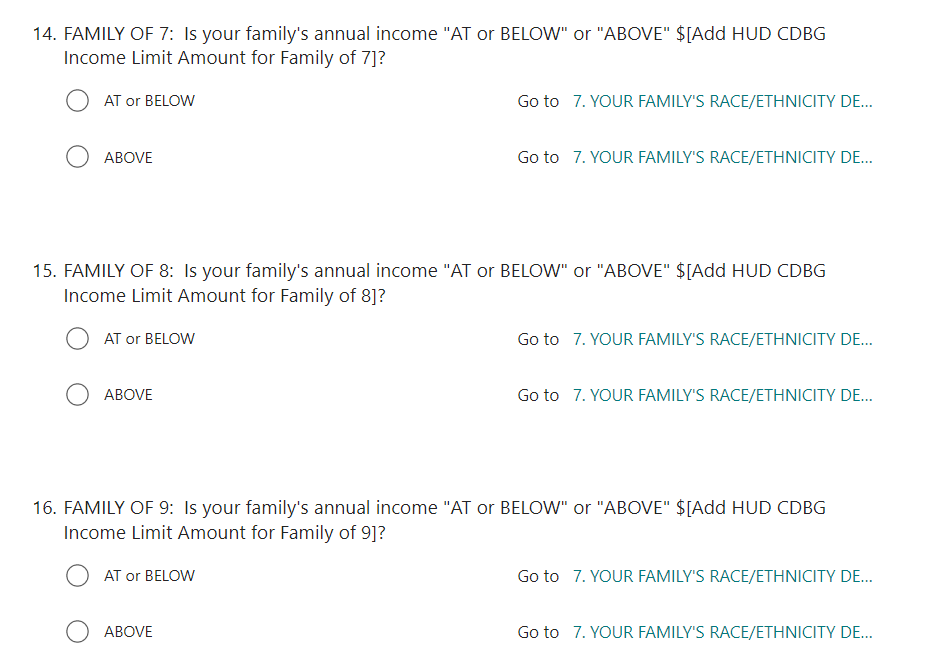 14. FAMILY OF 7:  Is your family's annual income "AT or BELOW" or "ABOVE" $[Add HUD CDBG
Income Limit Amount for Family of 7]?
AT or BELOW Go to 7. YOUR FAMILY'S RACE/ETHNICITY DE...
ABOVE Go to 7. YOUR FAMILY'S RACE/ETHNICITY DE...
15. FAMILY OF 8:  Is your family's annual income "AT or BELOW" or "ABOVE" $[Add HUD CDBG
Income Limit Amount for Family of 8]?
AT or BELOW Go to 7. YOUR FAMILY'S RACE/ETHNICITY DE...
ABOVE Go to 7. YOUR FAMILY'S RACE/ETHNICITY DE...
16. FAMILY OF 9:  Is your family's annual income "AT or BELOW" or "ABOVE" $[Add HUD CDBG
Income Limit Amount for Family of 9]?
AT or BELOW Go to 7. YOUR FAMILY'S RACE/ETHNICITY DE...
ABOVE Go to 7. YOUR FAMILY'S RACE/ETHNICITY DE...